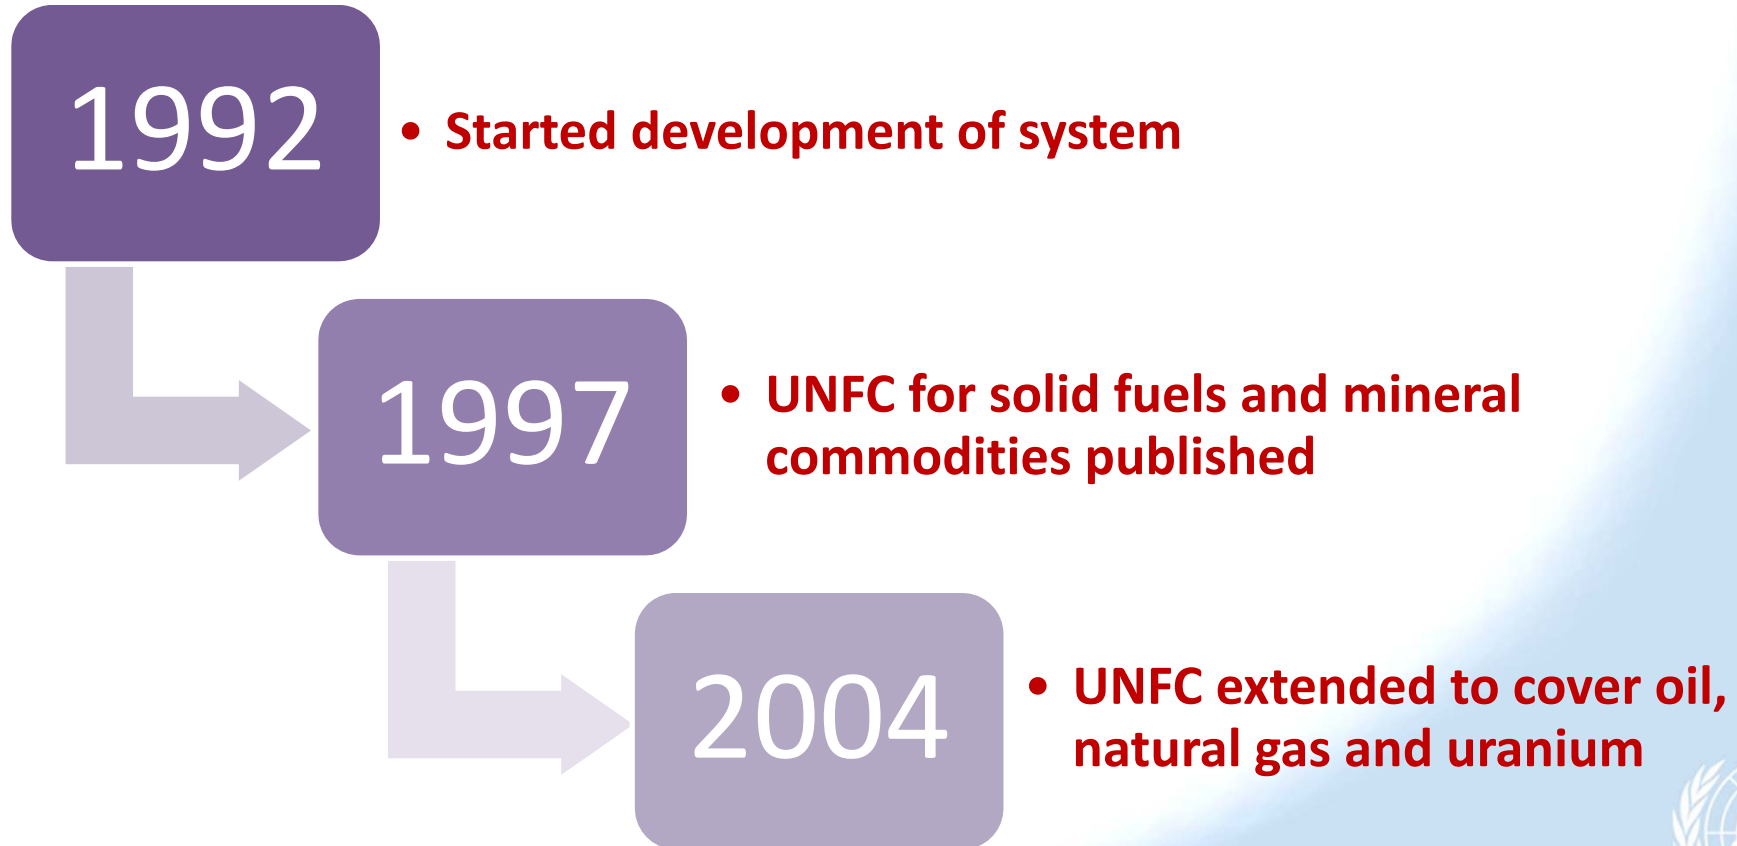 1992
• Started development of system
1997
• UNFC for solid fuels and mineral
commodities published
2004
• UNFC extended to cover oil,
natural gas and uranium